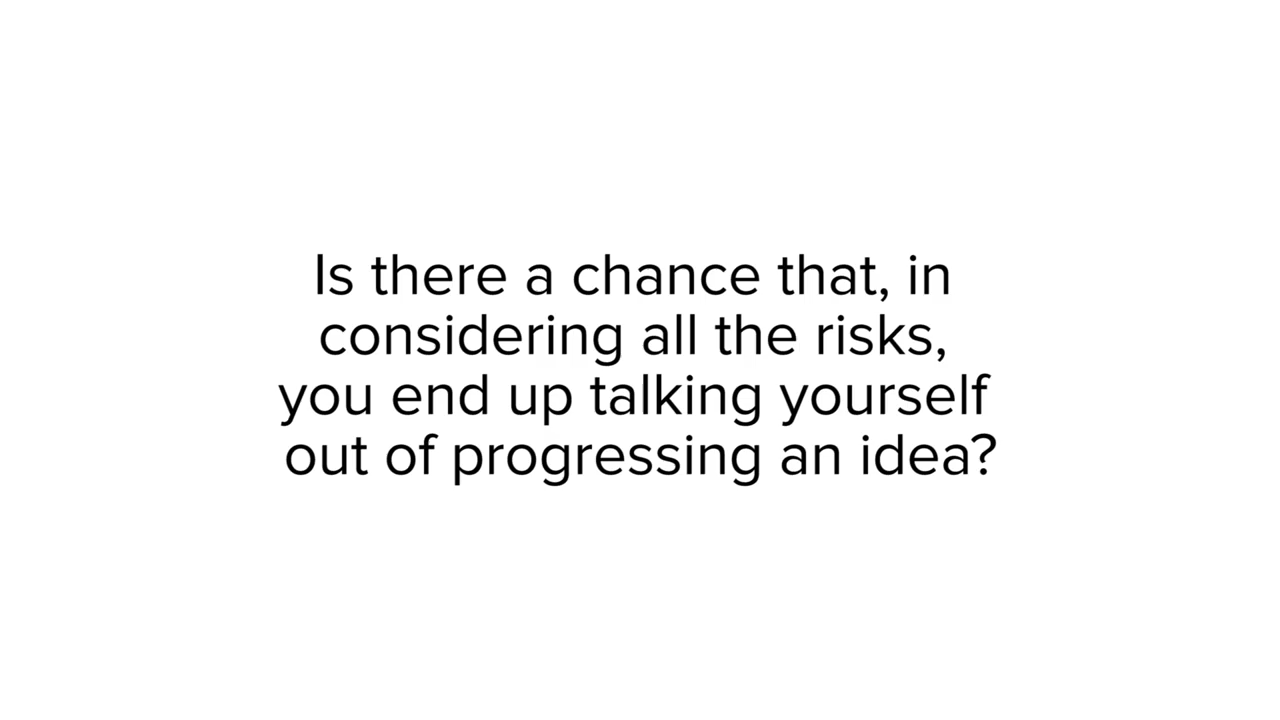 Is there a chance that, in
considering all the risks,
you end up talking yourself
out of progressing an idea?